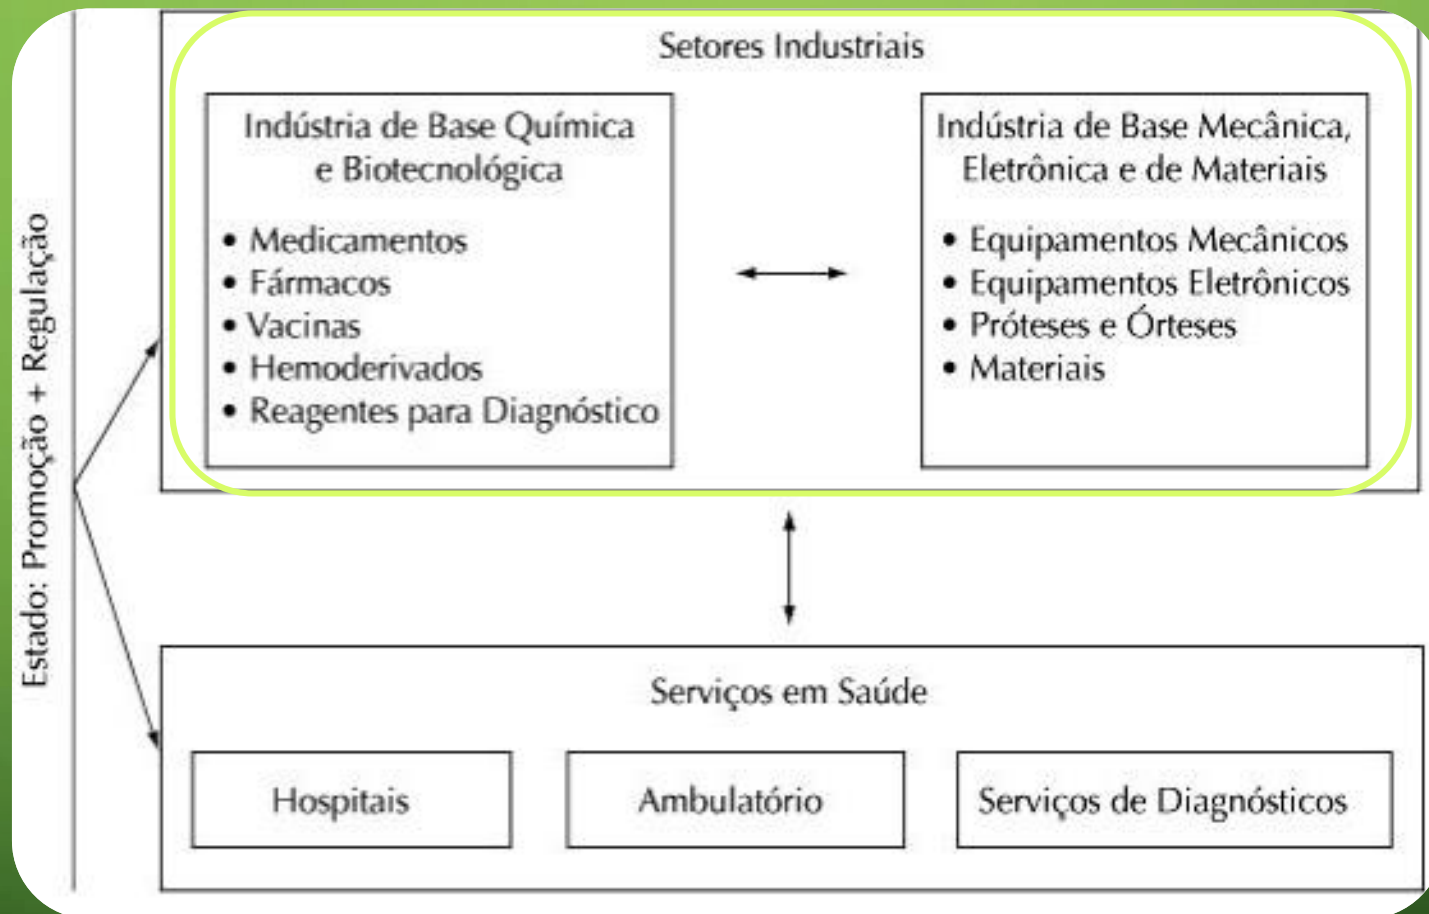 Estado: Promoção + Regulação
Setores Industriais
Indústria de Base Química
e Biotecnológica
• Medicamentos
• Fármacos
• Vacinas
• Hemoderivados
• Reagentes para Diagnóstico
Indústria de Base Mecânica,
Eletrônica e de Materiais
• Equipamentos Mecânicos
• Equipamentos Eletrônicos
• Próteses e Órteses
• Materiais
Serviços em Saúde
Hospitais
Ambulatório
Serviços de Diagnósticos